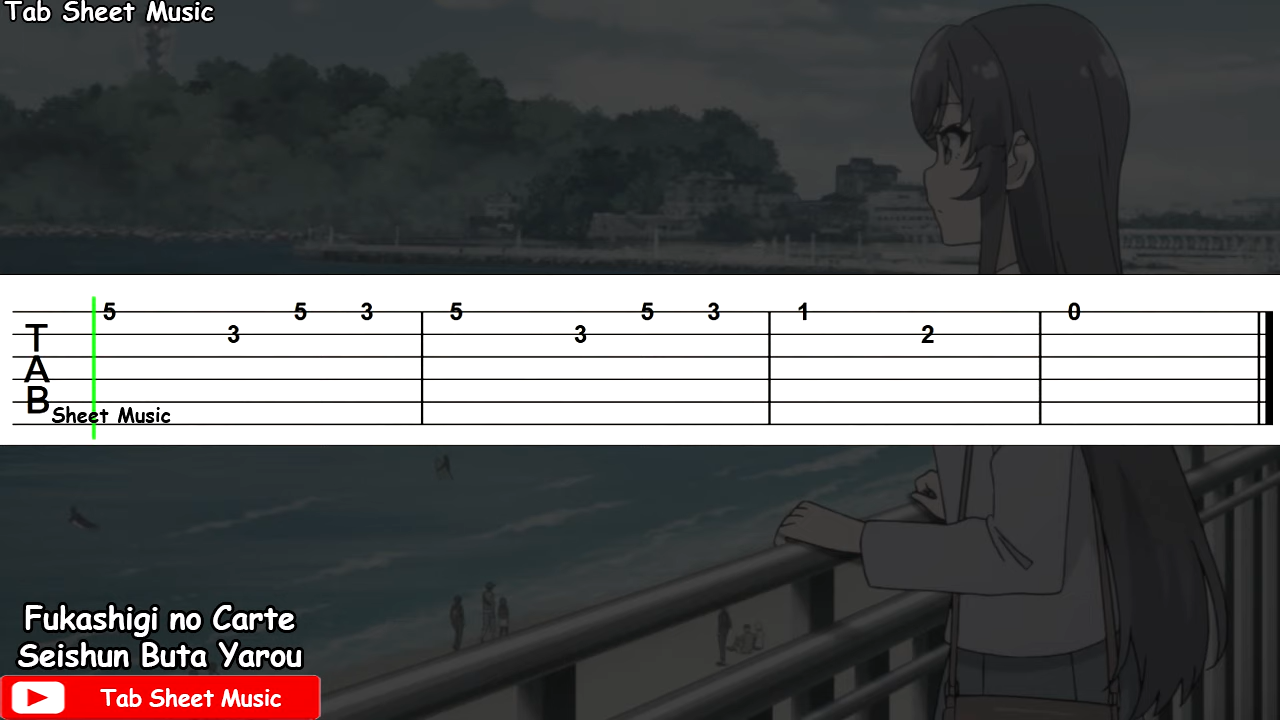 Tab Sheet Music
5 5 3 5 5 3 1 0
3 3 2
T
A
B
Sheet Music
Fukashigi no Carte
Seishun Buta Yarou
Tab Sheet Music